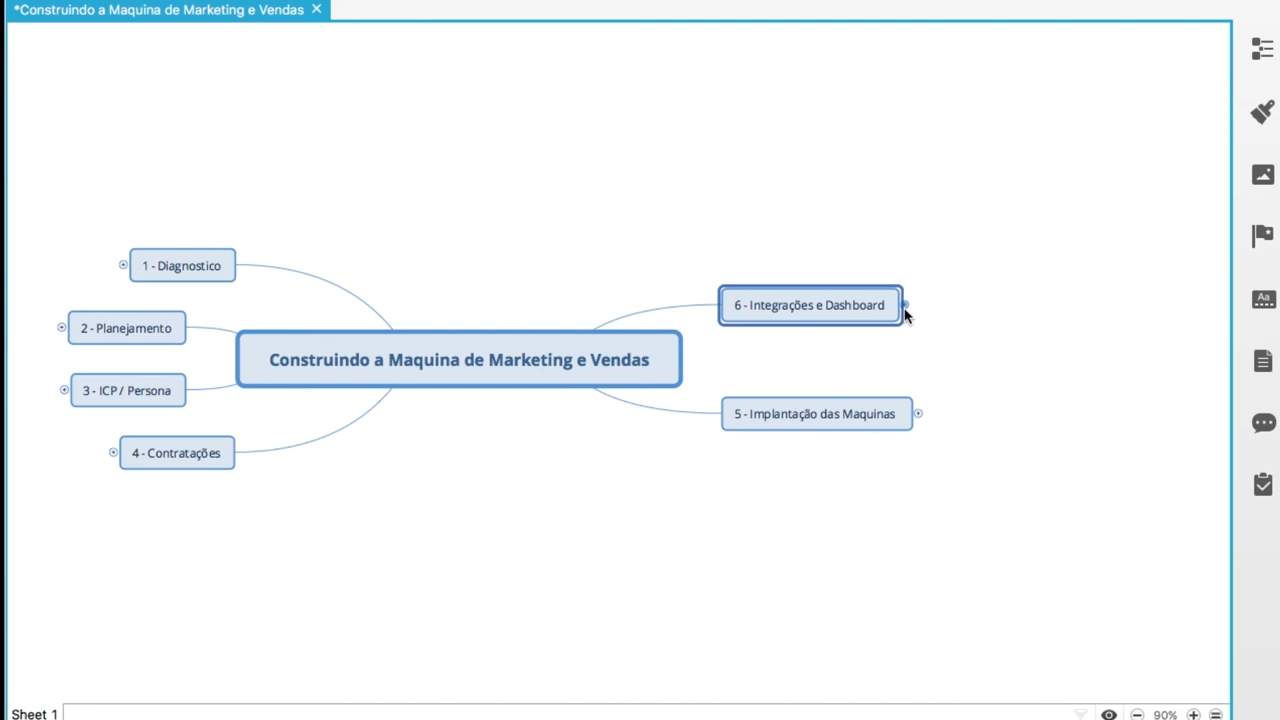 *Construindo a Maquina de Marketing e Vendas
1 - Diagnostico
2 - Planejamento
3 - ICP / Persona
4 - Contratações
Construindo a Maquina de Marketing e Vendas
6 - Integrações e Dashboard
5 - Implantação das Maquinas
Aa
Sheet 1
90%